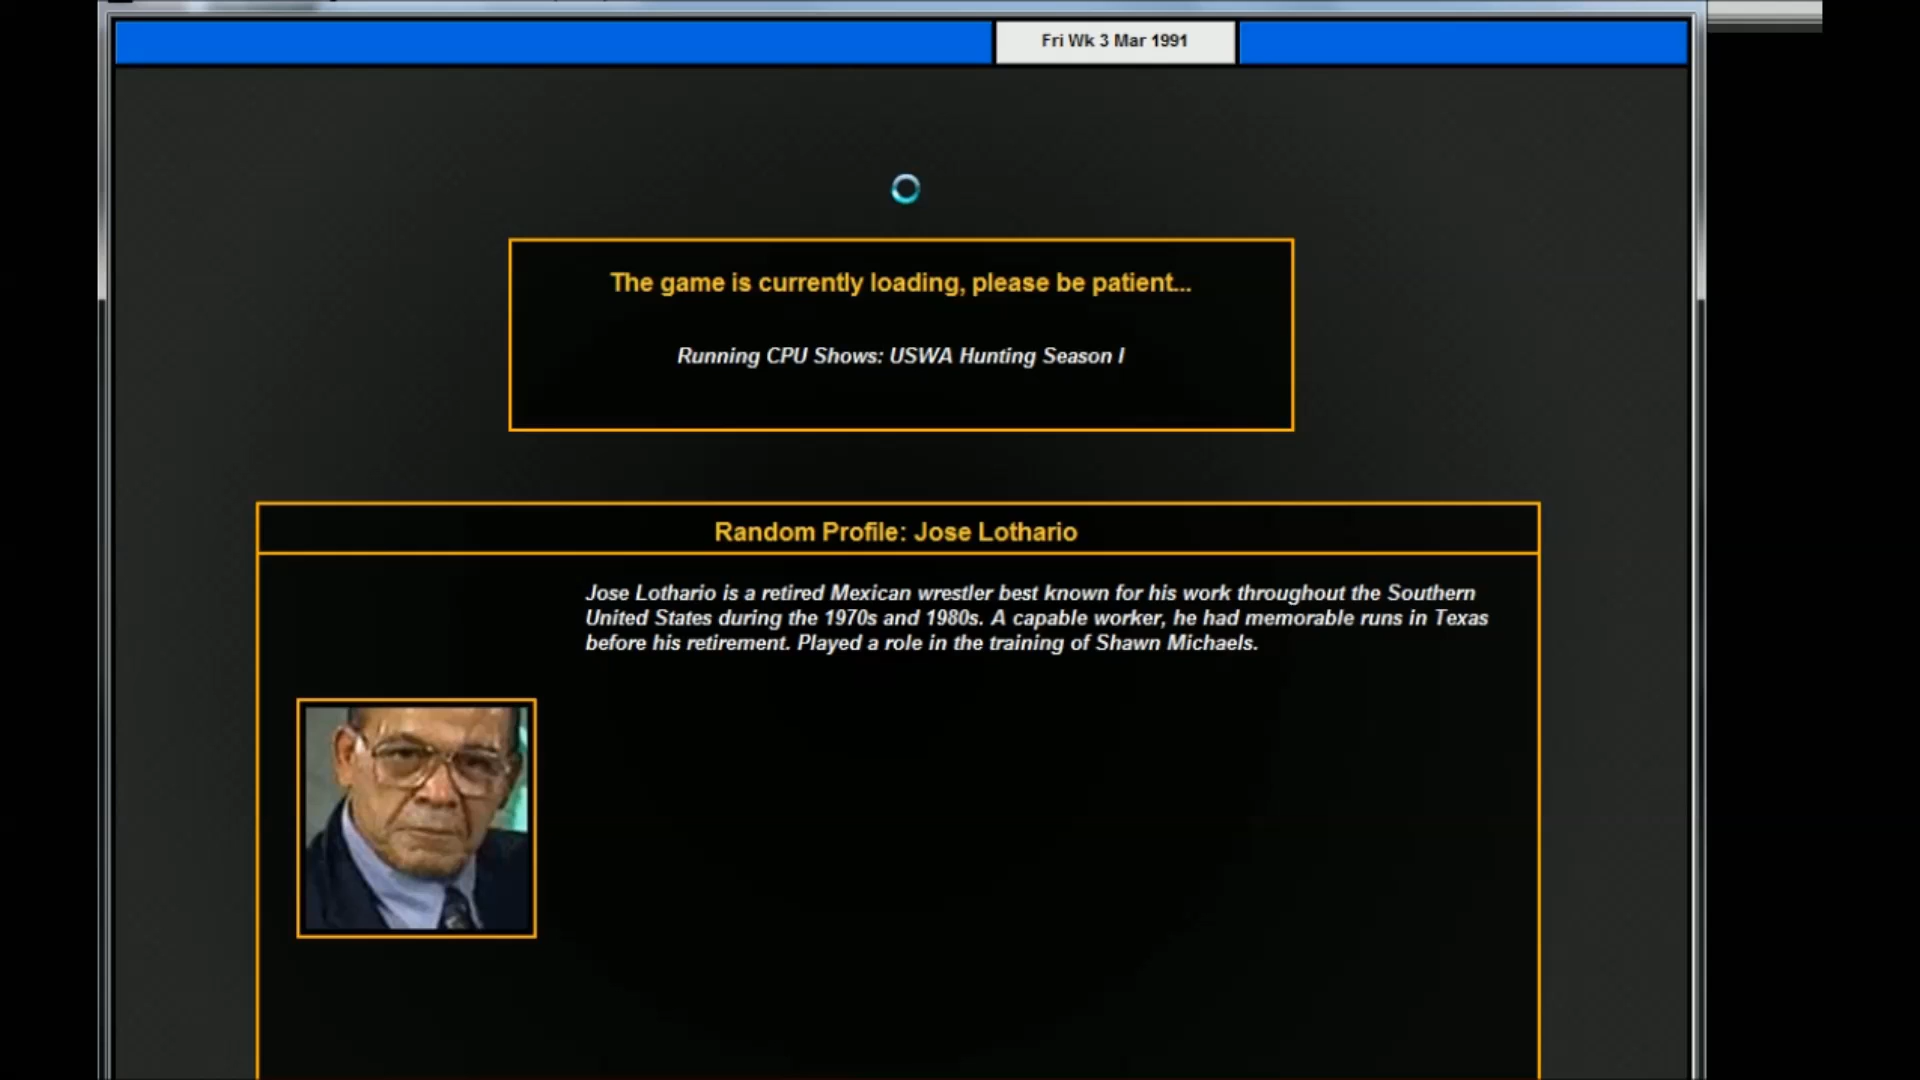 Fri Wk 3 Mar 1991
The game is currently loading, please be patient...
Running CPU Shows: USWA Hunting Season I
Random Profile: Jose Lothario
Jose Lothario is a retired Mexican wrestler best known for his work throughout the Southern
United States during the 1970s and 1980s. A capable worker, he had memorable runs in Texas
before his retirement. Played a role in the training of Shawn Michaels.